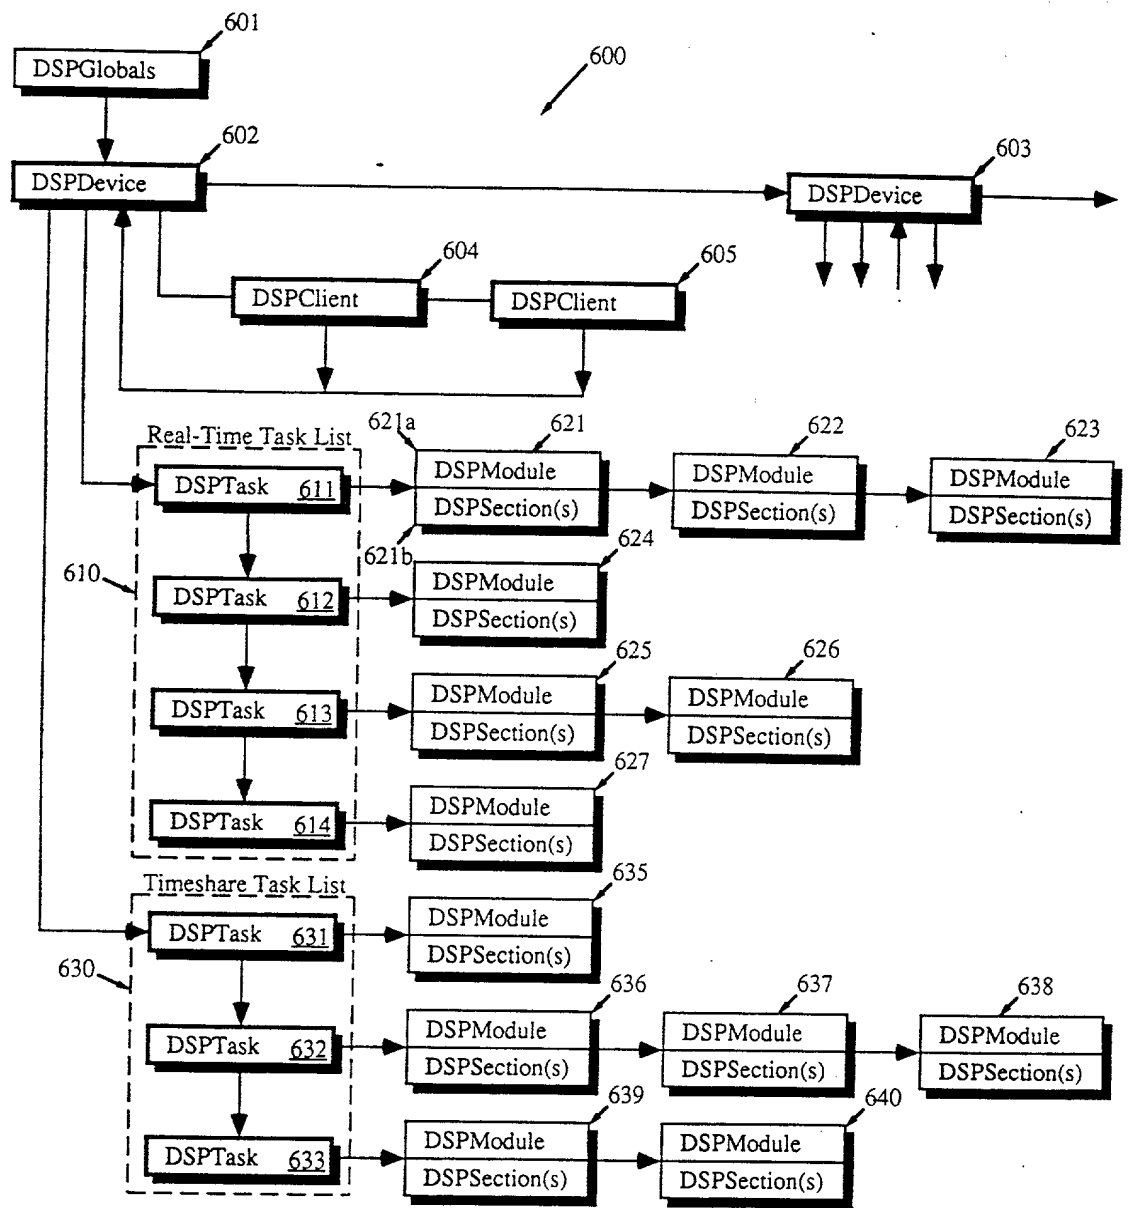 601
DSPGlobals
600
602
DSPDevice
603
DSPDevice
604
DSPClient
605
DSPClient
Real-Time Task List
610
DSPTask 611
621a
621
DSPModule
DSPSection(s)
621b
622
DSPModule
DSPSection(s)
623
DSPModule
DSPSection(s)
DSPTask 612
624
DSPModule
DSPSection(s)
DSPTask 613
625
DSPModule
DSPSection(s)
626
DSPModule
DSPSection(s)
DSPTask 614
627
DSPModule
DSPSection(s)
Timeshare Task List
630
DSPTask 631
635
DSPModule
DSPSection(s)
DSPTask 632
636
DSPModule
DSPSection(s)
637
DSPModule
DSPSection(s)
638
DSPModule
DSPSection(s)
DSPTask 633
639
DSPModule
DSPSection(s)
640
DSPModule
DSPSection(s)